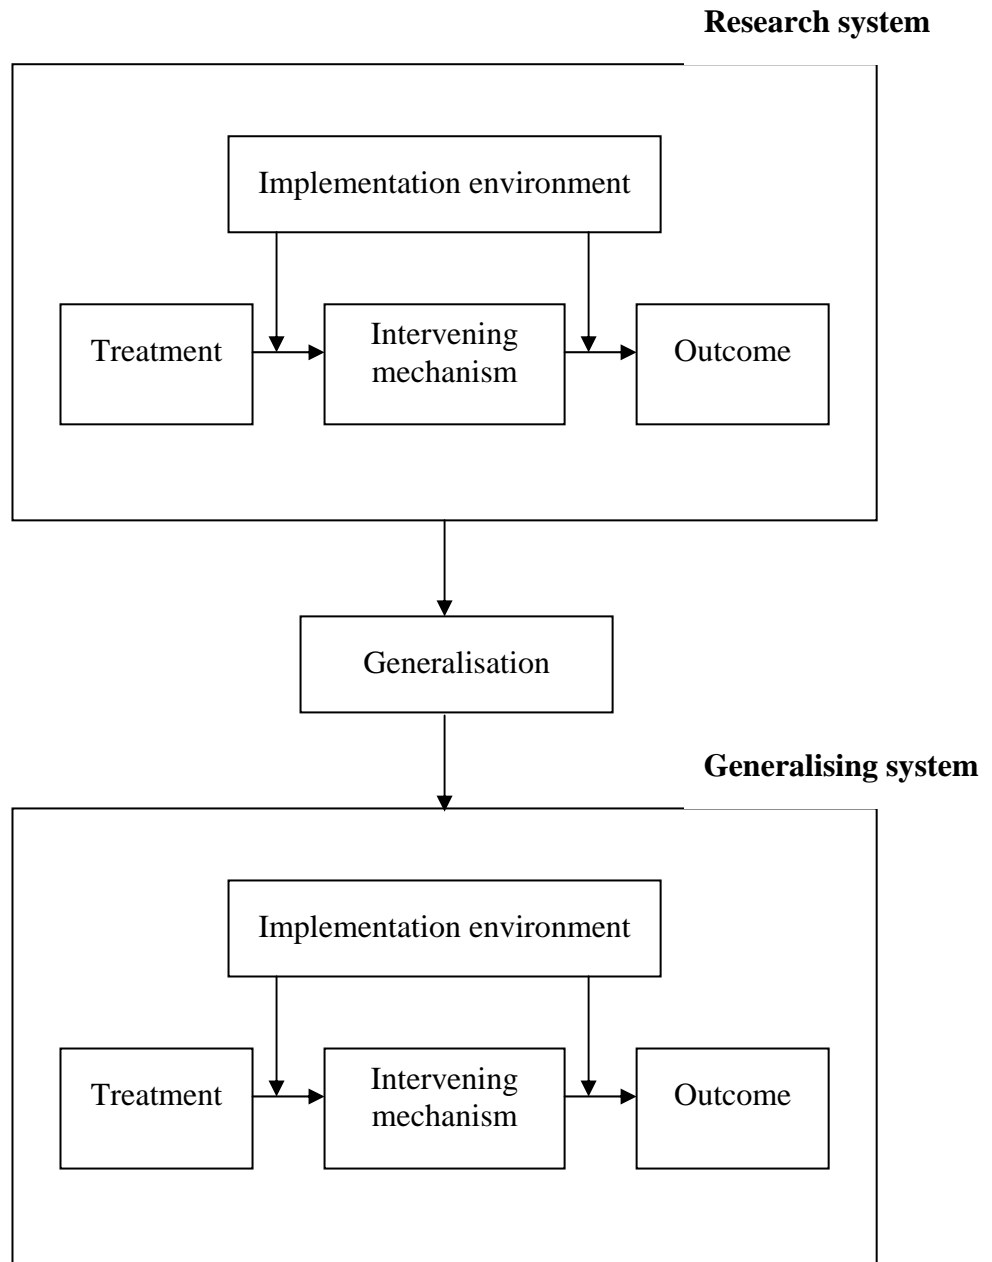 Research system
Implementation environment
Treatment
Intervening
mechanism
Outcome
Generalisation
Generalising system
Implementation environment
Treatment
Intervening
mechanism
Outcome